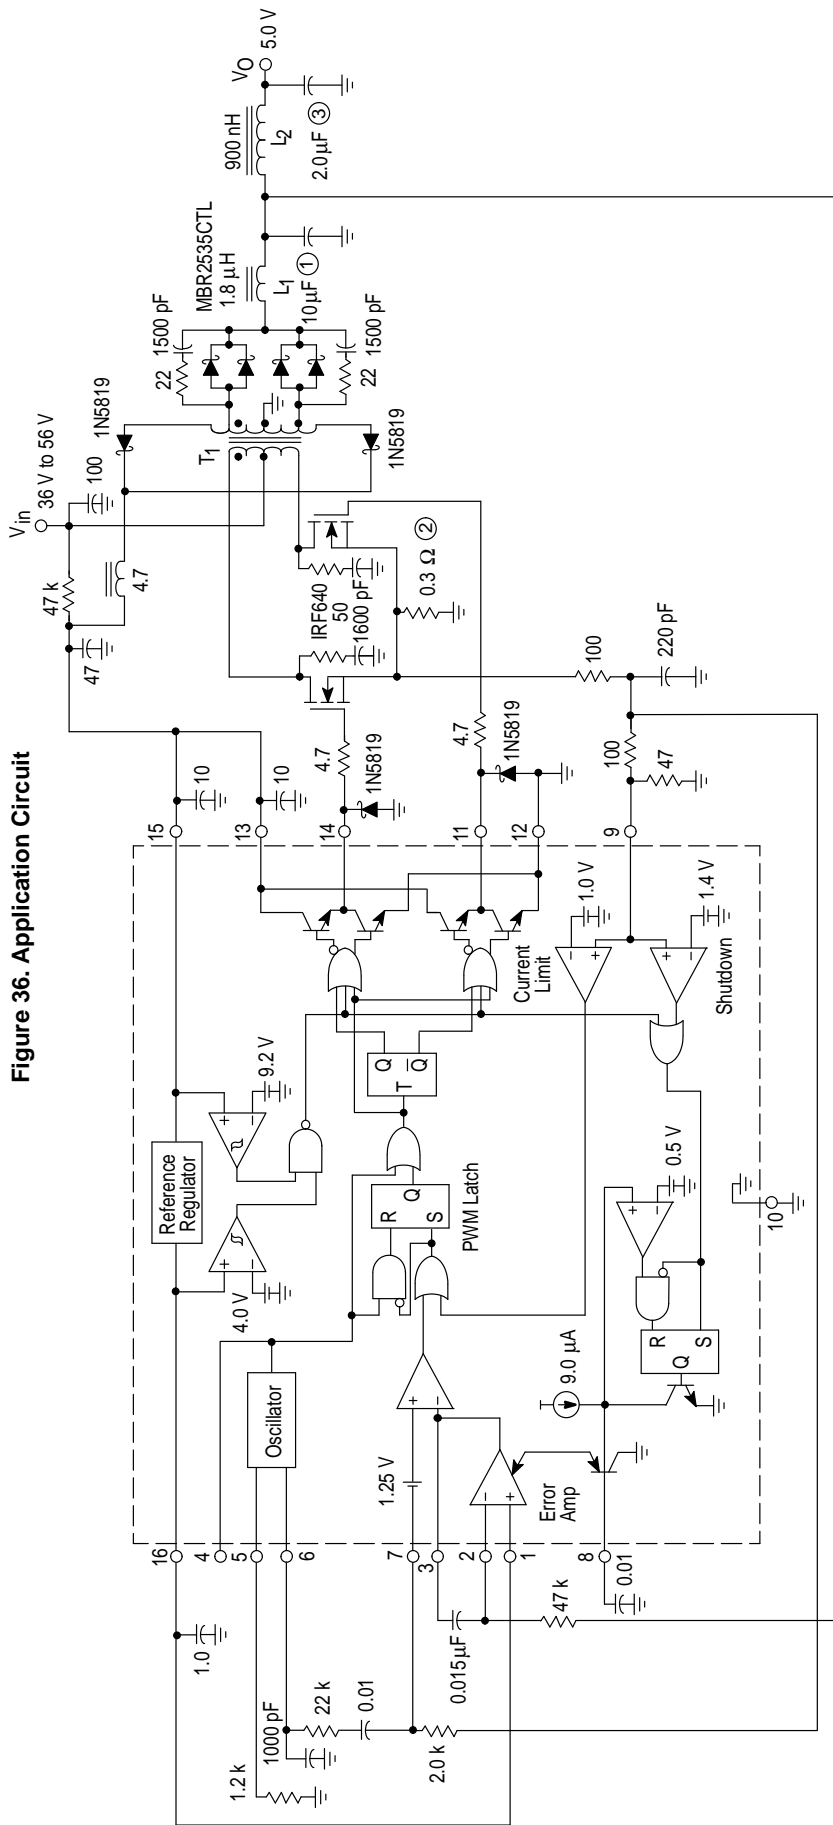 Figure 36. Application Circuit
Vin
36 V to 56 V
47 k
100
4.7
47
1N5819
T1
1N5819
22
1500 pF
22
1500 pF
MBR2535CTL
1.8 µH
L1
10 µF ①
900 nH
L2
2.0 µF ③
VO
5.0 V
IRF640
50
1600 pF
0.3 Ω ②
4.7
1N5819
4.7
1N5819
100
220 pF
100
47
15
10
13
10
14
11
12
9
Reference
Regulator
9.2 V
4.0 V
+
–
+
–
Oscillator
T
Q
Q̅
R
Q
S
PWM Latch
+
–
1.25 V
–
+
Error
Amp
9.0 µA
0.5 V
+
–
R
Q
S
Current
Limit
–
+
1.0 V
+
–
1.4 V
Shutdown
10
16
4
5
6
7
3
2
1
8
1.0
1.2 k
1000 pF
22 k
0.01
2.0 k
0.015 µF
47 k
0.01